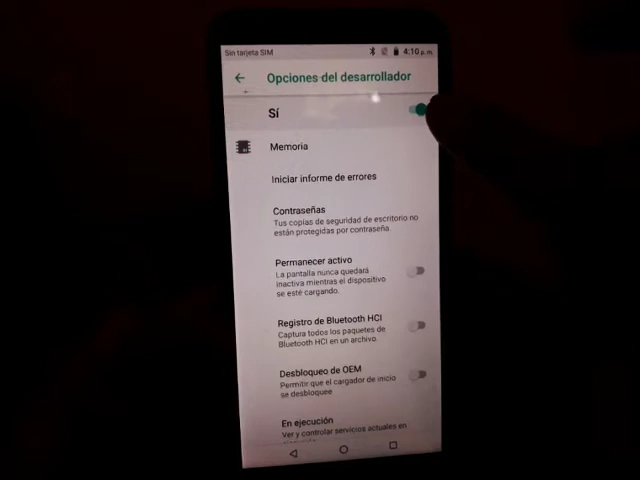 Sin tarjeta SIM 4:10 p. m.
Opciones del desarrollador
Sí
Memoria
Iniciar informe de errores
Contraseñas
Tus copias de seguridad de escritorio no
están protegidas por contraseña.
Permanecer activo
La pantalla nunca quedará
inactiva mientras el dispositivo
se esté cargando.
Registro de Bluetooth HCI
Captura todos los paquetes de
Bluetooth HCI en un archivo.
Desbloqueo de OEM
Permitir que el cargador de inicio
se desbloquee
En ejecución
Ver y controlar servicios actuales en